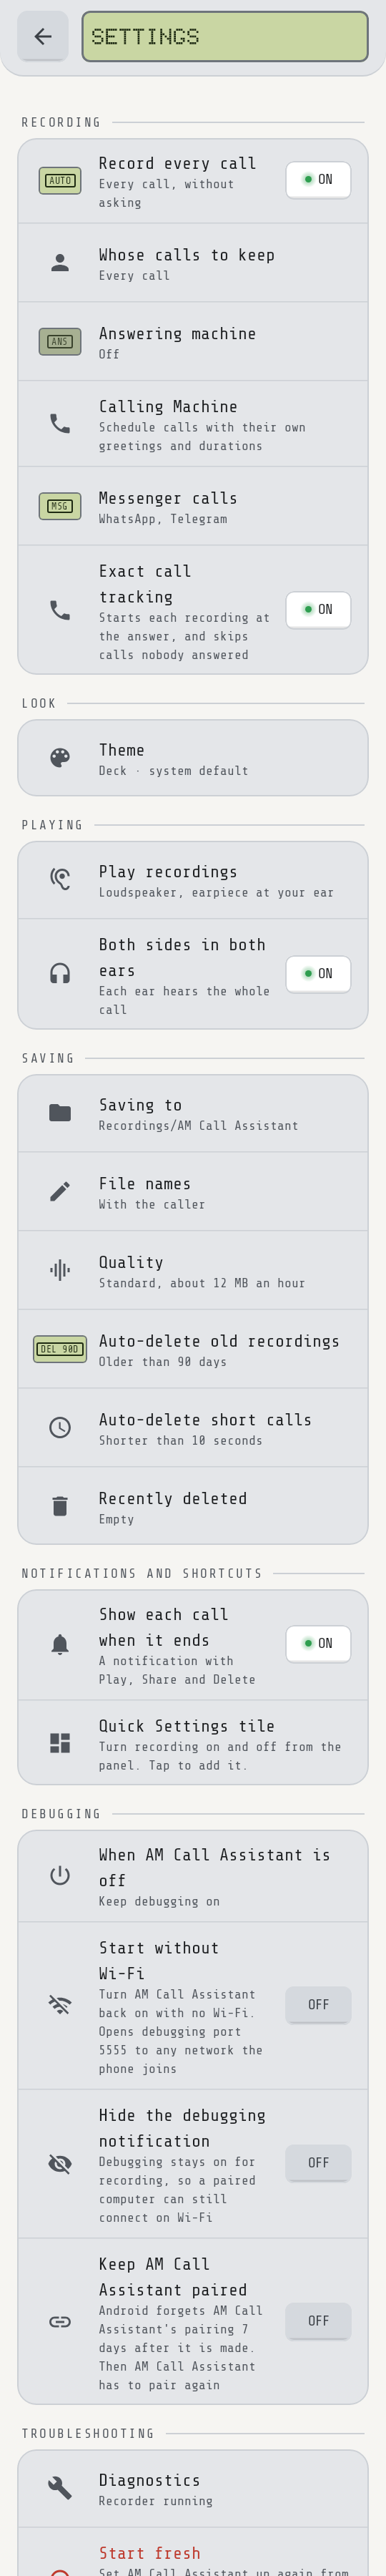 SETTINGS
RECORDING
AUTO
Record every call
Every call, without
asking
ON
Whose calls to keep
Every call
ANS
Answering machine
Off
Calling Machine
Schedule calls with their own
greetings and durations
MSG
Messenger calls
WhatsApp, Telegram
Exact call
tracking
Starts each recording at
the answer, and skips
calls nobody answered
ON
LOOK
Theme
Deck · system default
PLAYING
Play recordings
Loudspeaker, earpiece at your ear
Both sides in both
ears
Each ear hears the whole
call
ON
SAVING
Saving to
Recordings/AM Call Assistant
File names
With the caller
Quality
Standard, about 12 MB an hour
DEL 90D
Auto-delete old recordings
Older than 90 days
Auto-delete short calls
Shorter than 10 seconds
Recently deleted
Empty
NOTIFICATIONS AND SHORTCUTS
Show each call
when it ends
A notification with
Play, Share and Delete
ON
Quick Settings tile
Turn recording on and off from the
panel. Tap to add it.
DEBUGGING
When AM Call Assistant is
off
Keep debugging on
Start without
Wi-Fi
Turn AM Call Assistant
back on with no Wi-Fi.
Opens debugging port
5555 to any network the
phone joins
OFF
Hide the debugging
notification
Debugging stays on for
recording, so a paired
computer can still
connect on Wi-Fi
OFF
Keep AM Call
Assistant paired
Android forgets AM Call
Assistant's pairing 7
days after it is made.
Then AM Call Assistant
has to pair again
OFF
TROUBLESHOOTING
Diagnostics
Recorder running
Start fresh
Set AM Call Assistant up again from